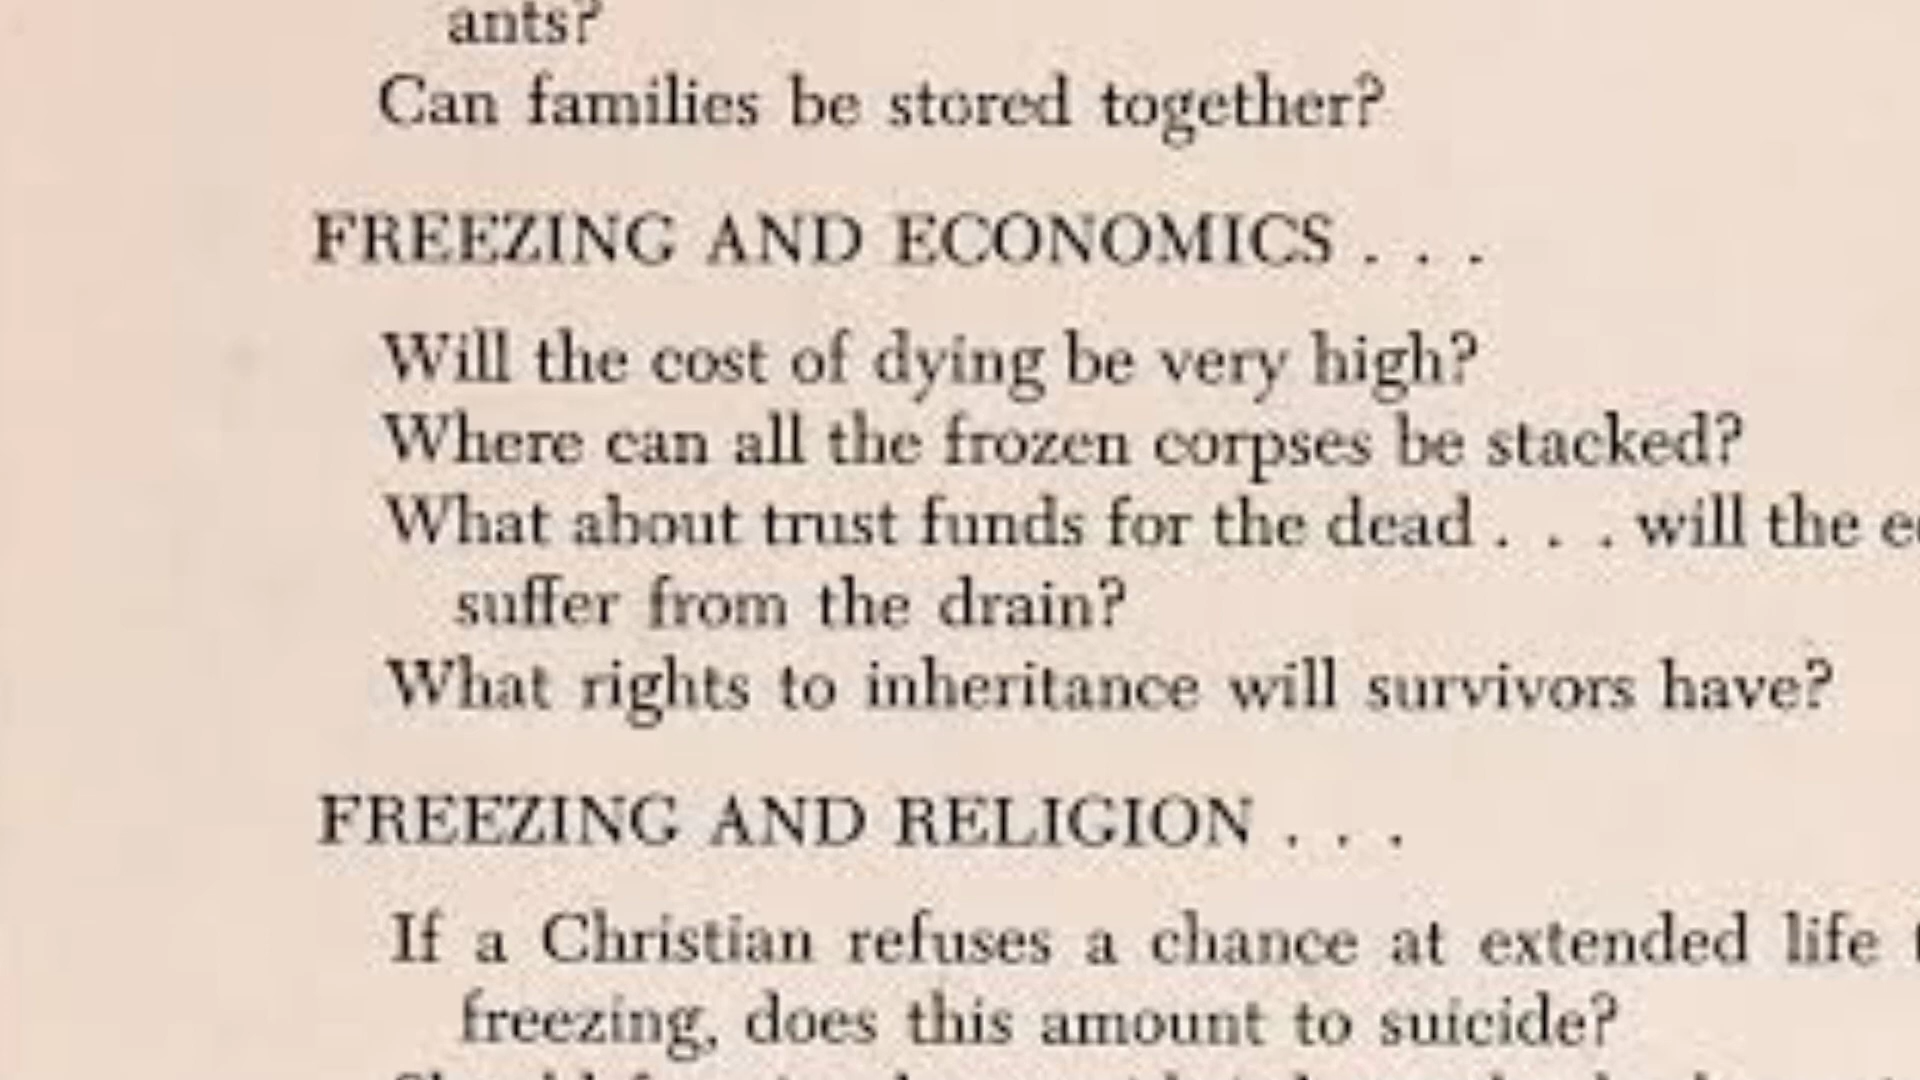 ants?
Can families be stored together?
FREEZING AND ECONOMICS . . .
Will the cost of dying be very high?
Where can all the frozen corpses be stacked?
What about trust funds for the dead . . . will the
suffer from the drain?
What rights to inheritance will survivors have?
FREEZING AND RELIGION . . .
If a Christian refuses a chance at extended life
freezing, does this amount to suicide?